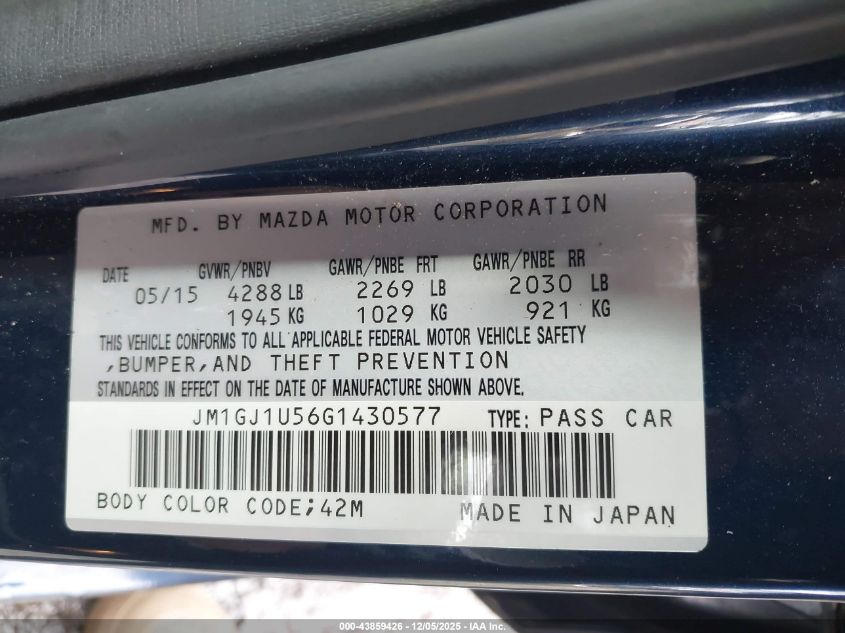 MFD. BY MAZDA MOTOR CORPORATION
DATE GVWR/PNBV GAWR/PNBE FRT GAWR/PNBE RR
05/15 4288 LB 2269 LB 2030 LB
1945 KG 1029 KG 921 KG
THIS VEHICLE CONFORMS TO ALL APPLICABLE FEDERAL MOTOR VEHICLE SAFETY
,BUMPER,AND THEFT PREVENTION
STANDARDS IN EFFECT ON THE DATE OF MANUFACTURE SHOWN ABOVE.
JM1GJ1U56G1430577 TYPE: PASS CAR
BODY COLOR CODE;42M MADE IN JAPAN
000-43859426 - 12/05/2025 - IAA Inc.